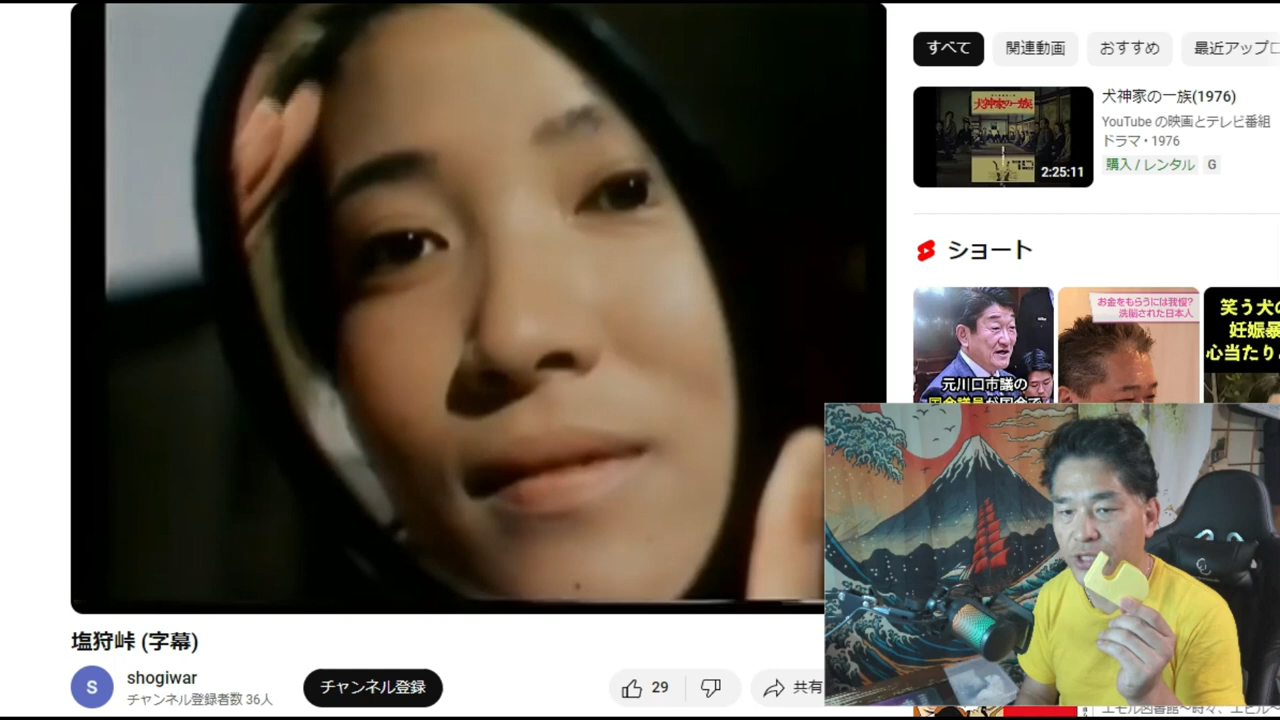 すべて
関連動画
おすすめ
最近アップロ
犬神家の一族
2:25:11
犬神家の一族(1976)
YouTube の映画とテレビ番組
ドラマ・1976
購入 / レンタル
G
ショート
元川口市議の
お金をもらうには我慢?
洗脳された日本人
笑う犬の
妊娠暴
心当たり
塩狩峠 (字幕)
S
shogiwar
チャンネル登録者数 36人
チャンネル登録
29
共有